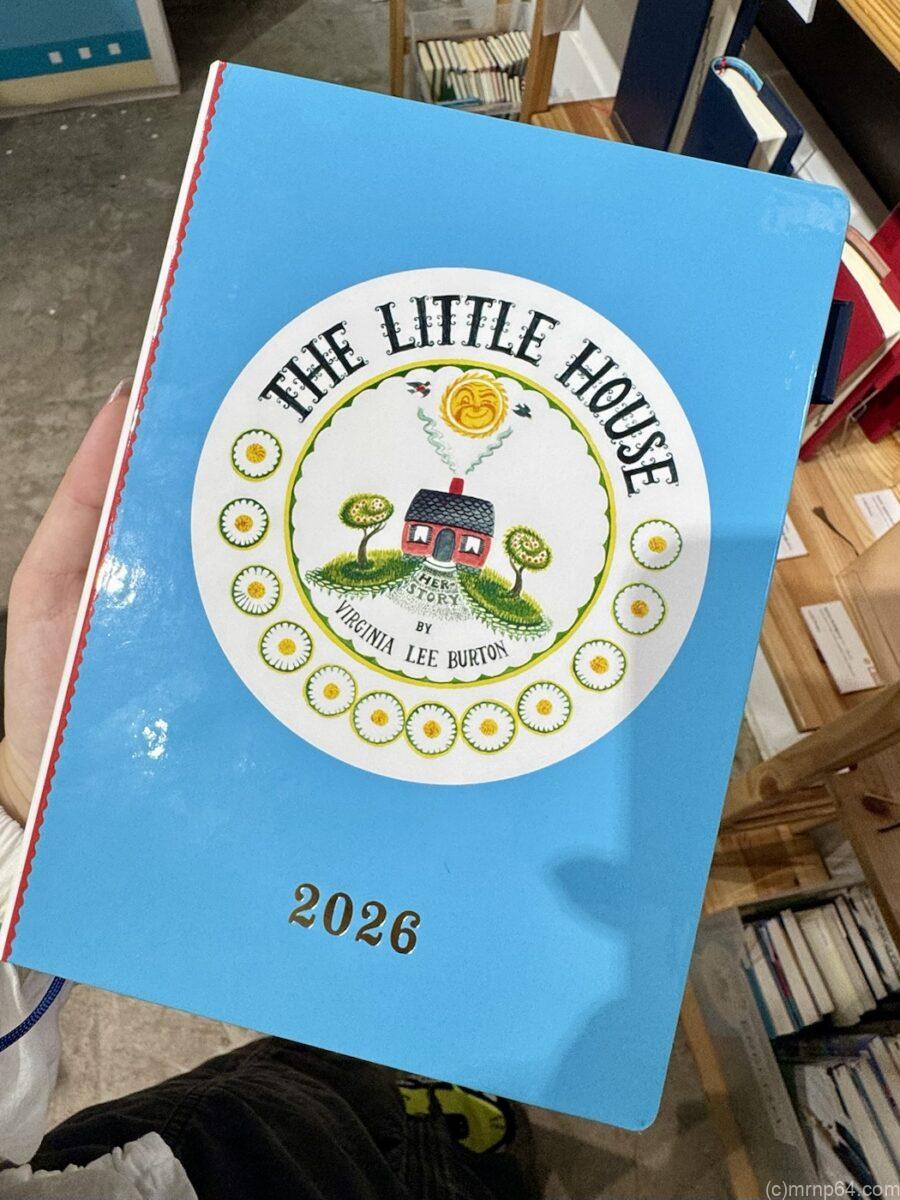 THE LITTLE HOUSE
HER-
STORY
BY
VIRGINIA LEE BURTON
2026
(c)mrnp64.com